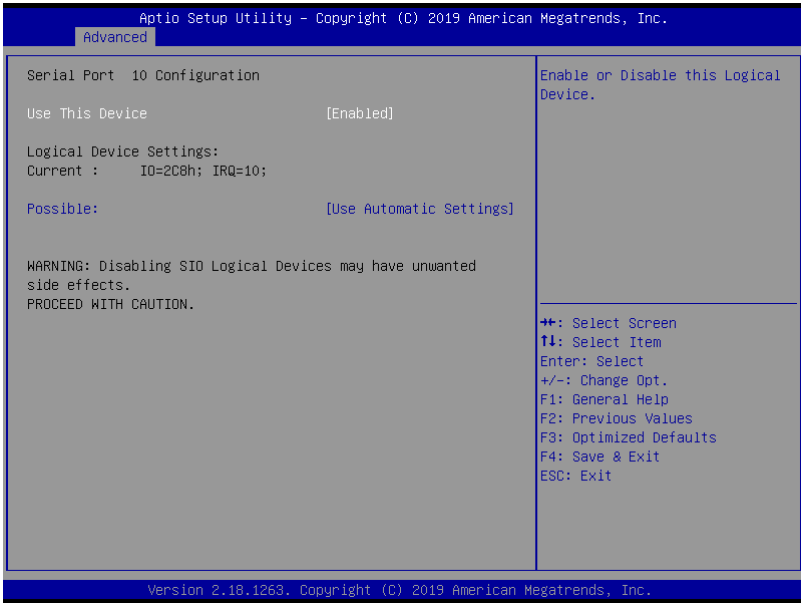 Aptio Setup Utility – Copyright (C) 2019 American Megatrends, Inc.
Advanced
Serial Port  10 Configuration
Use This Device [Enabled]
Logical Device Settings:
Current : IO=2C8h; IRQ=10;
Possible: [Use Automatic Settings]
WARNING: Disabling SIO Logical Devices may have unwanted
side effects.
PROCEED WITH CAUTION.
Enable or Disable this Logical
Device.
→←: Select Screen
↑↓: Select Item
Enter: Select
+/-: Change Opt.
F1: General Help
F2: Previous Values
F3: Optimized Defaults
F4: Save & Exit
ESC: Exit
Version 2.18.1263. Copyright (C) 2019 American Megatrends, Inc.